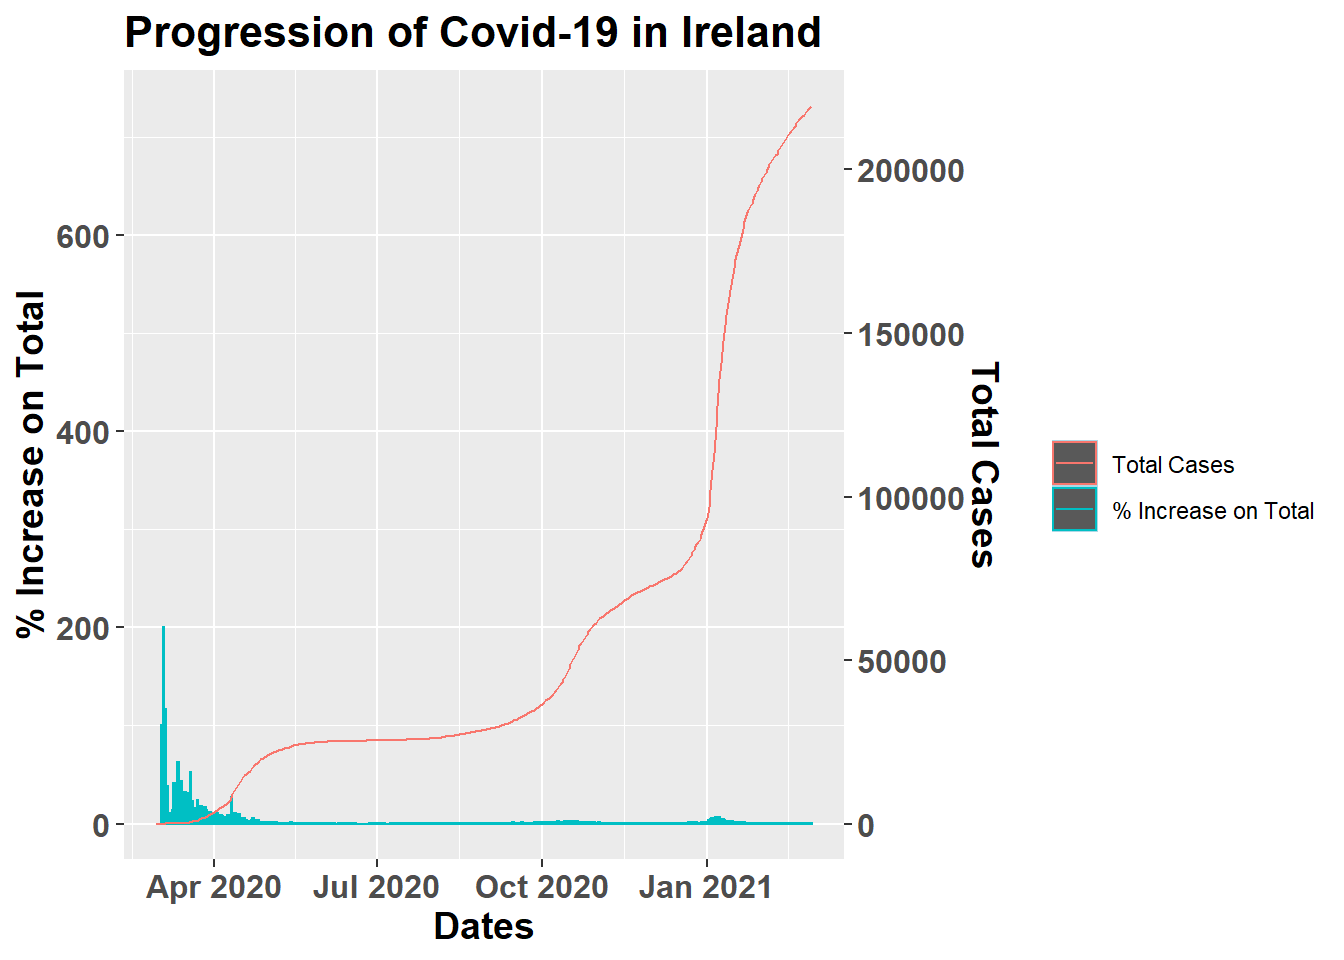 Progression of Covid-19 in Ireland
% Increase on Total
600
400
200
0
200000
150000
100000
50000
0
Total Cases
Apr 2020
Jul 2020
Oct 2020
Jan 2021
Dates
Total Cases
% Increase on Total